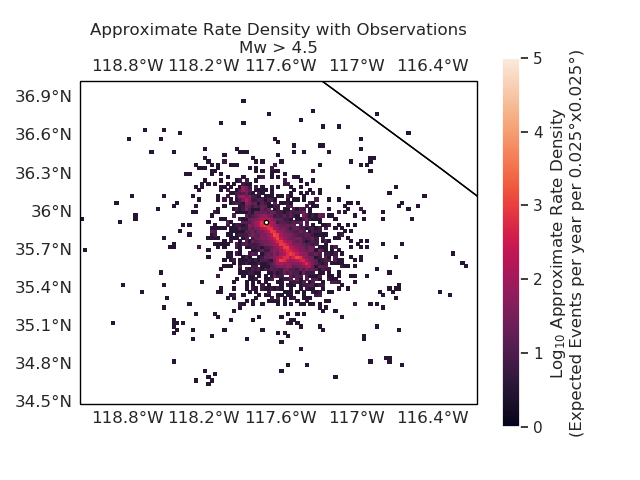 Approximate Rate Density with Observations
Mw > 4.5
118.8°W 118.2°W 117.6°W 117°W 116.4°W
36.9°N
36.6°N
36.3°N
36°N
35.7°N
35.4°N
35.1°N
34.8°N
34.5°N
118.8°W 118.2°W 117.6°W 117°W 116.4°W
5
4
3
2
1
0
Log₁₀ Approximate Rate Density
(Expected Events per year per 0.025°x0.025°)